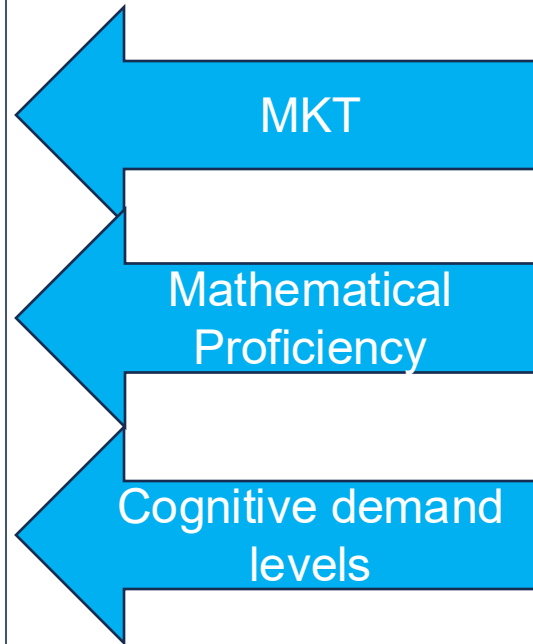 MKT
Mathematical
Proficiency
Cognitive demand
levels